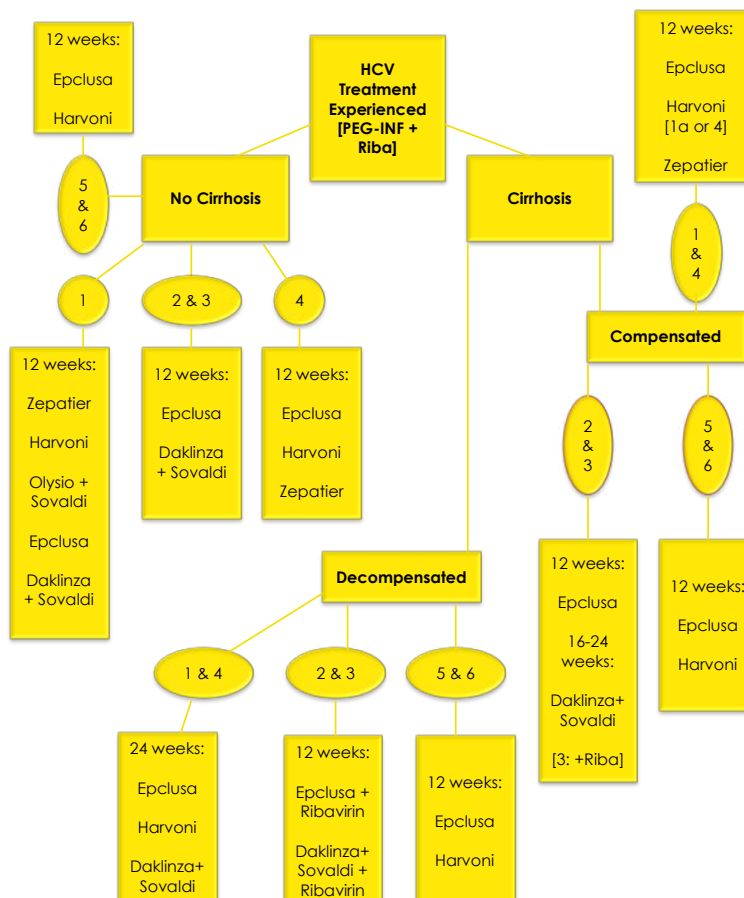 HCV
Treatment
Experienced
[PEG-INF +
Riba]
No Cirrhosis
5
&
6
12 weeks:
Epclusa
Harvoni
1
12 weeks:
Zepatier
Harvoni
Olysio +
Sovaldi
Epclusa
Daklinza
+ Sovaldi
2 & 3
12 weeks:
Epclusa
Daklinza
+ Sovaldi
4
12 weeks:
Epclusa
Harvoni
Zepatier
Cirrhosis
Compensated
1
&
4
12 weeks:
Epclusa
Harvoni
[1a or 4]
Zepatier
2
&
3
12 weeks:
Epclusa
16-24
weeks:
Daklinza+
Sovaldi
[3: +Riba]
5
&
6
12 weeks:
Epclusa
Harvoni
Decompensated
1 & 4
24 weeks:
Epclusa
Harvoni
Daklinza+
Sovaldi
2 & 3
12 weeks:
Epclusa +
Ribavirin
Daklinza+
Sovaldi +
Ribavirin
5 & 6
12 weeks:
Epclusa
Harvoni